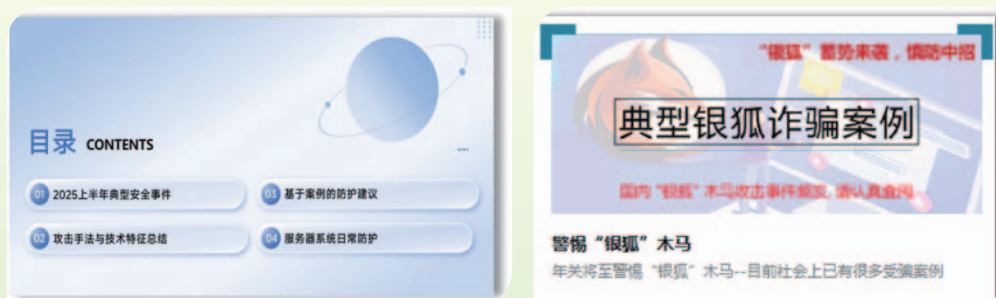 目录 CONTENTS
01 2025上半年典型安全事件
03 基于案例的防护建议
02 攻击手法与技术特征总结
04 服务器系统日常防护
“银狐”蓄势来袭，慎防中招
典型银狐诈骗案例
国内“银狐”木马攻击事件频发，请认真查阅
警惕“银狐”木马
年关将至警惕“银狐”木马--目前社会上已有很多受骗案例